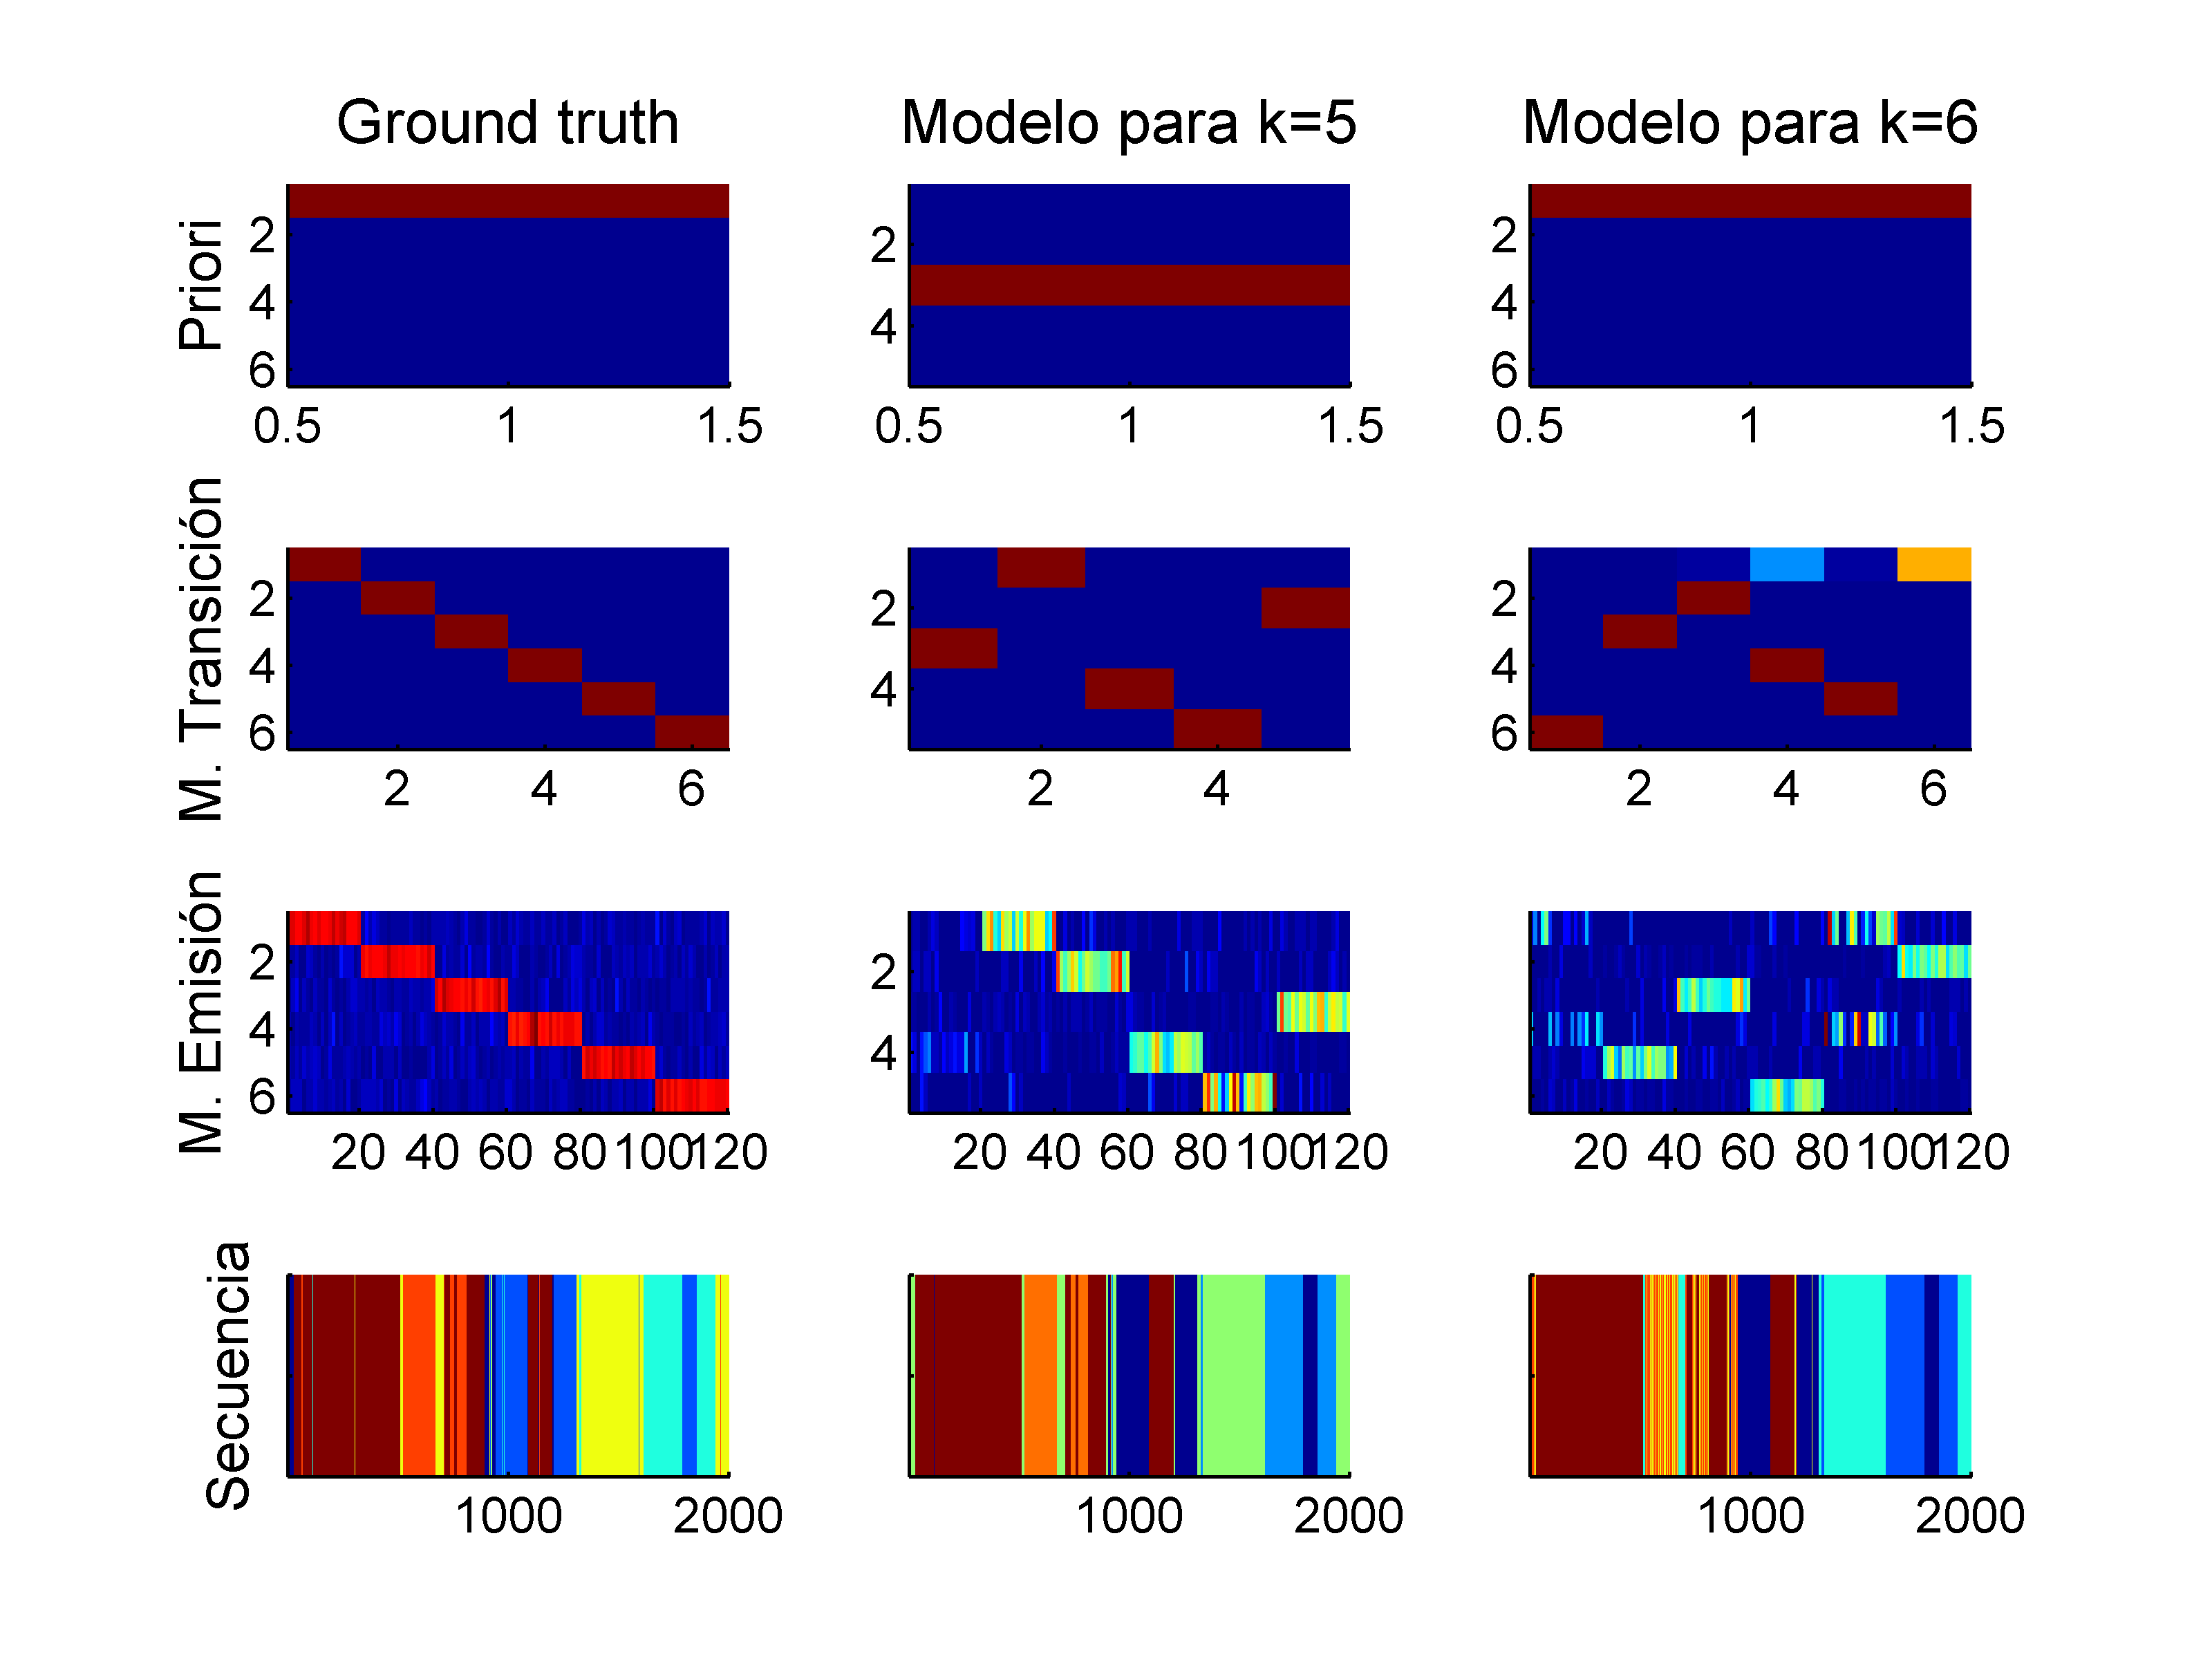 Ground truth Modelo para k=5 Modelo para k=6
Priori
2 2 2
4 4 4
6 6
0.5 1 1.5 0.5 1 1.5 0.5 1 1.5
M. Transición
2 2 2
4 4 4
6 6
2 4 6 2 4 2 4 6
M. Emisión
2 2 2
4 4 4
6 6
20 40 60 80 100 120 20 40 60 80 100 120 20 40 60 80 100 120
Secuencia
1000 2000 1000 2000 1000 2000